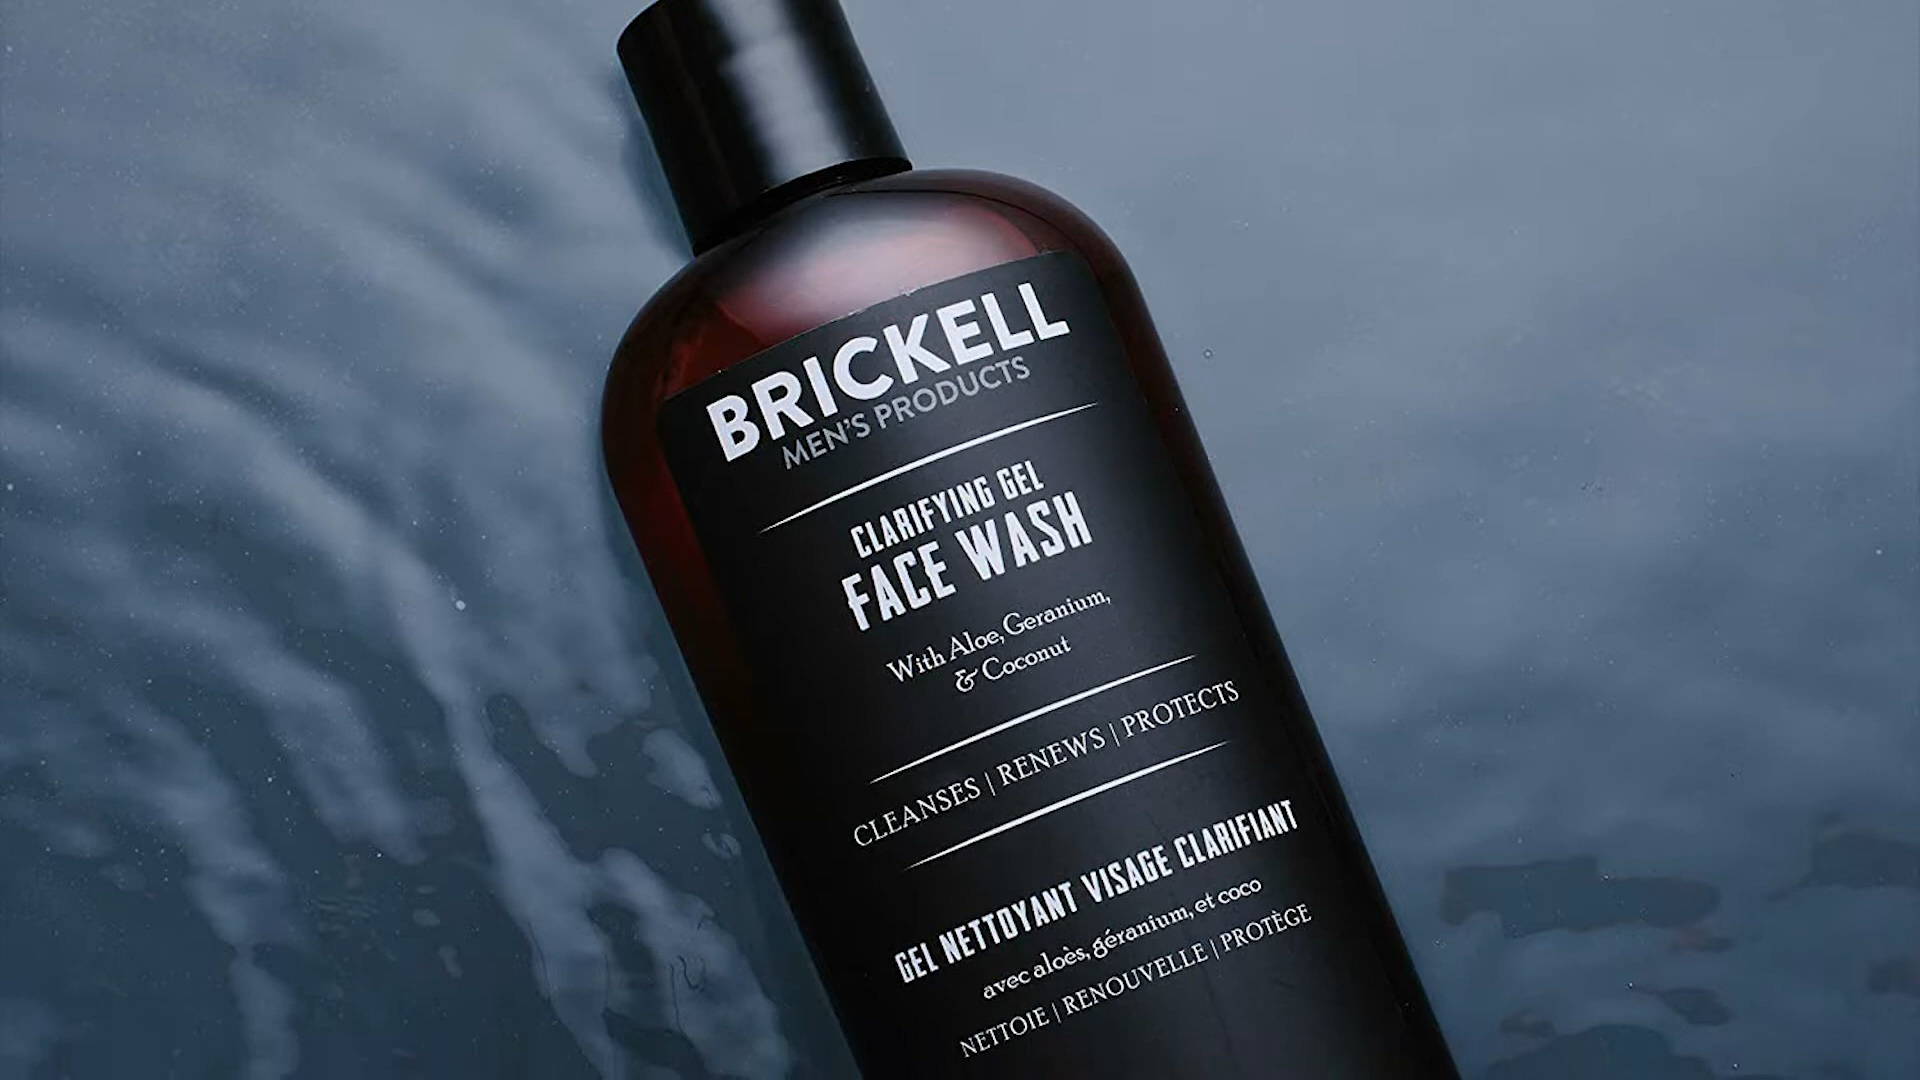 BRICKELL
MEN'S PRODUCTS
CLARIFYING GEL
FACE WASH
With Aloe, Geranium,
& Coconut
CLEANSES | RENEWS | PROTECTS
GEL NETTOYANT VISAGE CLARIFIANT
avec aloès, géranium, et coco
NETTOIE | RENOUVELLE | PROTÈGE